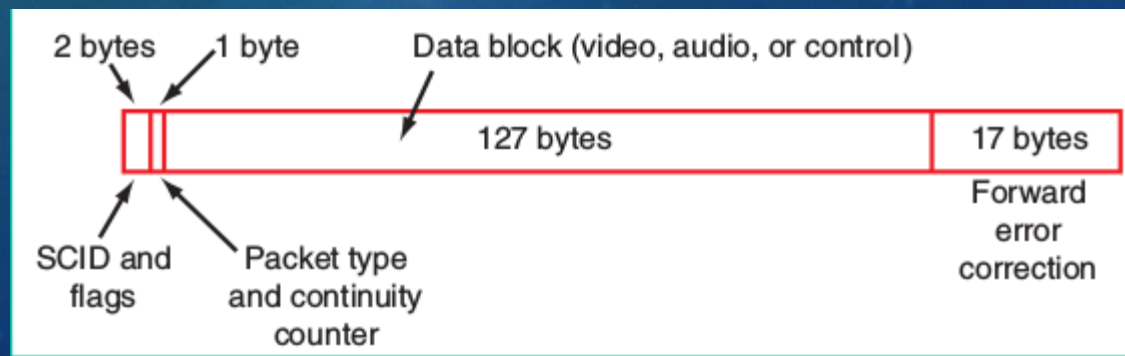 2 bytes
1 byte
Data block (video, audio, or control)
127 bytes
17 bytes
SCID and
flags
Packet type
and continuity
counter
Forward
error
correction